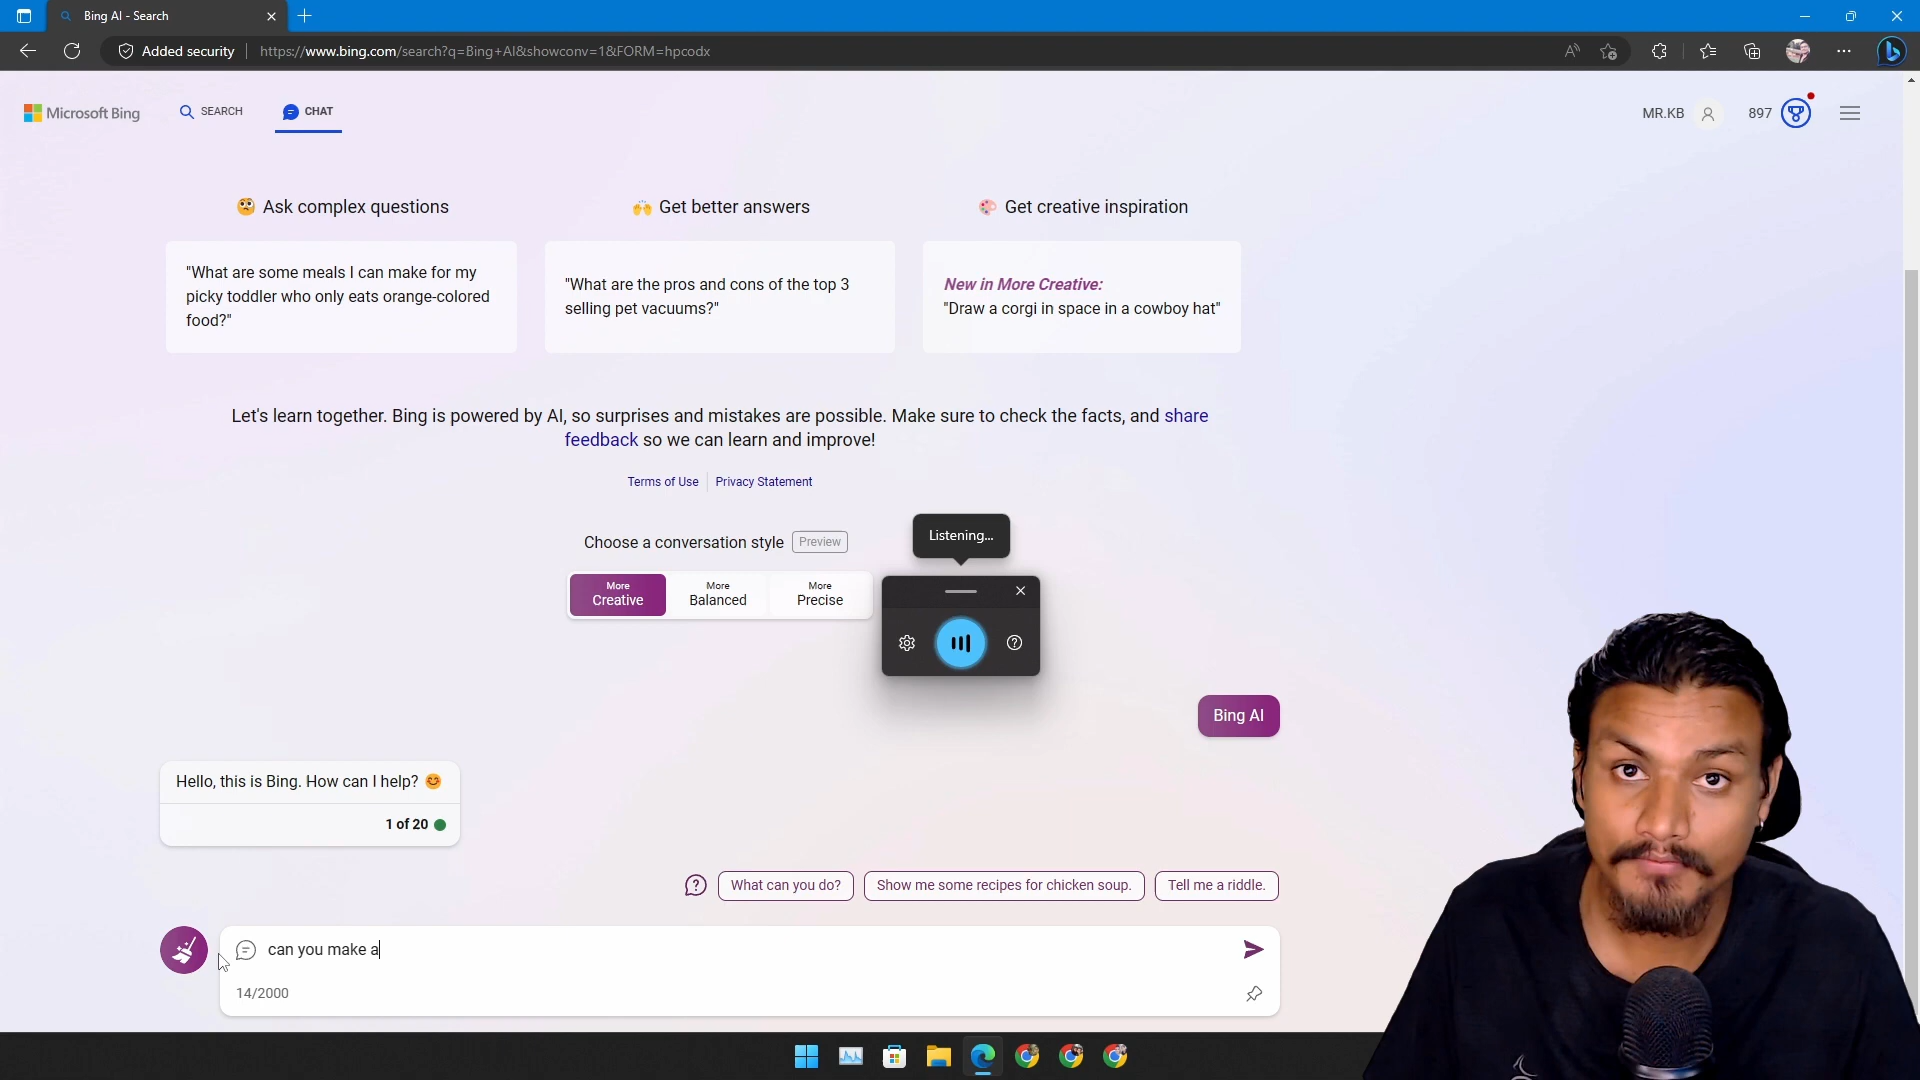 Bing AI - Search
Added security
https://www.bing.com/search?q=Bing+AI&showconv=1&FORM=hpcodx
Microsoft Bing
SEARCH
CHAT
MR.KB
897
🧐 Ask complex questions
🙌 Get better answers
🎨 Get creative inspiration
"What are some meals I can make for my
picky toddler who only eats orange-colored
food?"
"What are the pros and cons of the top 3
selling pet vacuums?"
New in More Creative:
"Draw a corgi in space in a cowboy hat"
Let's learn together. Bing is powered by AI, so surprises and mistakes are possible. Make sure to check the facts, and share
feedback so we can learn and improve!
Terms of Use
Privacy Statement
Choose a conversation style
Preview
Listening...
More
Creative
More
Balanced
More
Precise
Bing AI
Hello, this is Bing. How can I help? 😊
1 of 20
What can you do?
Show me some recipes for chicken soup.
Tell me a riddle.
can you make a
14/2000